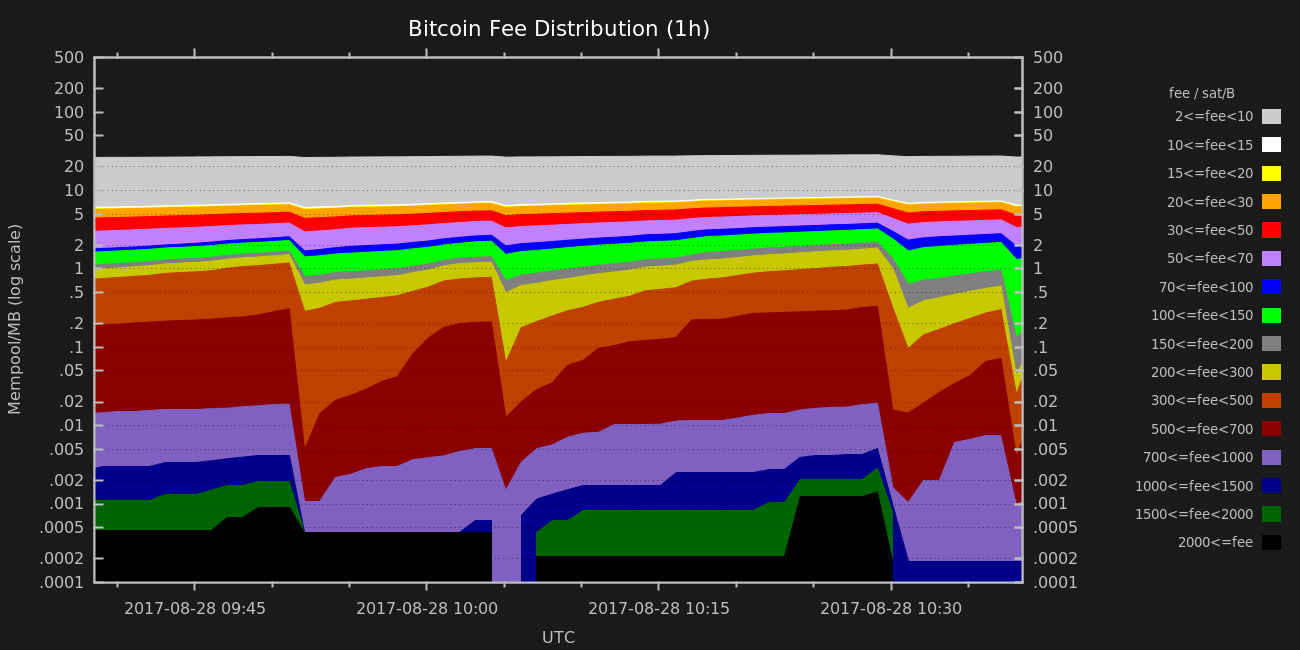 Bitcoin Fee Distribution (1h)
Mempool/MB (log scale)
500
200
100
50
20
10
5
2
1
.5
.2
.1
.05
.02
.01
.005
.002
.001
.0005
.0002
.0001
500
200
100
50
20
10
5
2
1
.5
.2
.1
.05
.02
.01
.005
.002
.001
.0005
.0002
.0001
2017-08-28 09:45 2017-08-28 10:00 2017-08-28 10:15 2017-08-28 10:30
UTC
fee / sat/B
2<=fee<10
10<=fee<15
15<=fee<20
20<=fee<30
30<=fee<50
50<=fee<70
70<=fee<100
100<=fee<150
150<=fee<200
200<=fee<300
300<=fee<500
500<=fee<700
700<=fee<1000
1000<=fee<1500
1500<=fee<2000
2000<=fee